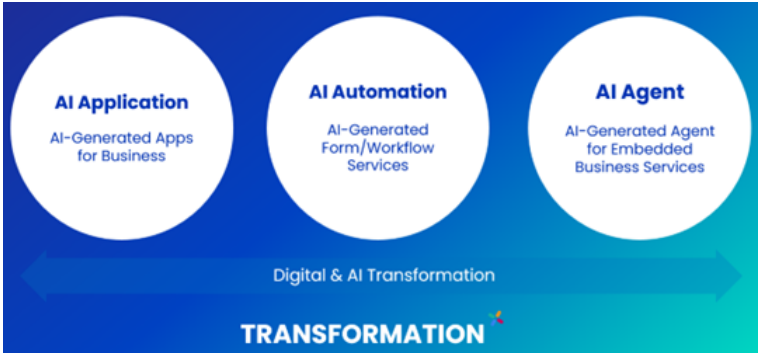 AI Application
AI-Generated Apps
for Business
AI Automation
AI-Generated
Form/Workflow
Services
AI Agent
AI-Generated Agent
for Embedded
Business Services
Digital & AI Transformation
TRANSFORMATION